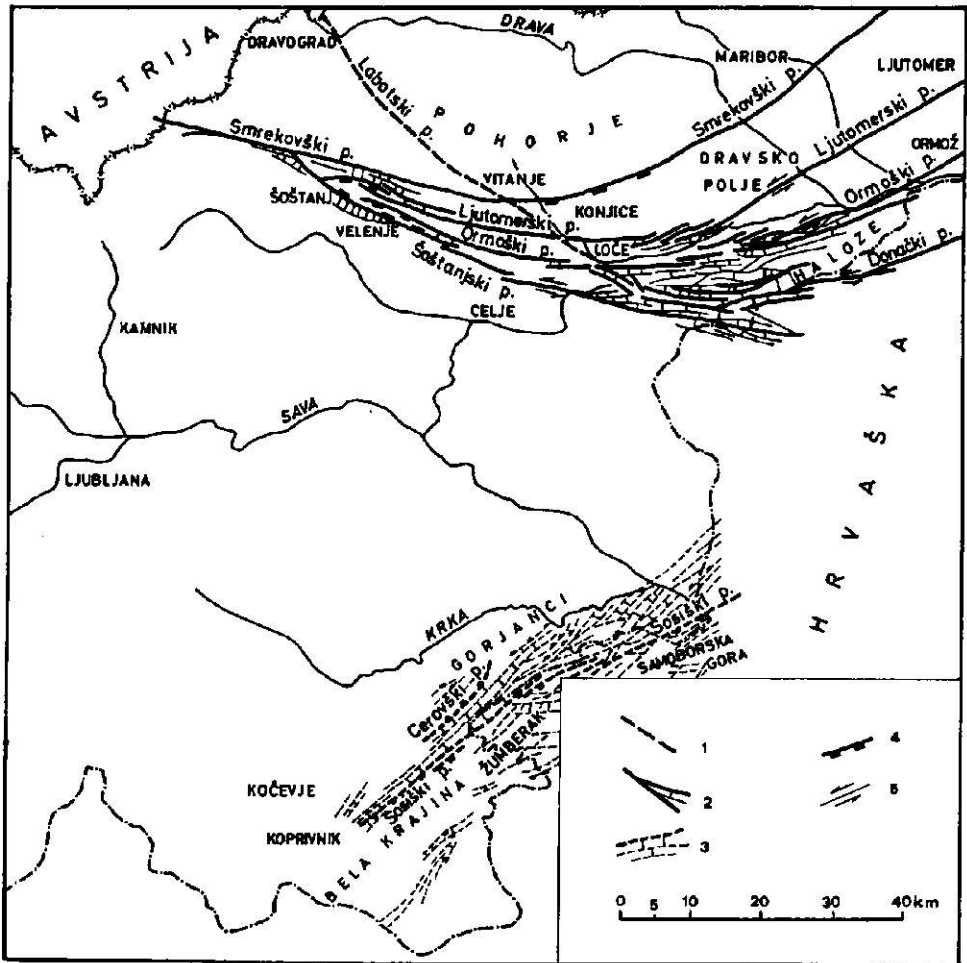 AVSTRIJA
DRAVOGRAD
DRAVA
MARIBOR
LJUTOMER
Labotski p.
POHORJE
Smrekovški p.
Ljutomerski p.
Smrekovški p.
DRAVSKO
POLJE
ORMOŽ
Ormoški p.
VITANJE
ŠOŠTANJ
Ljutomerski p.
KONJICE
VELENJE
Ormoški p.
LOČE
HALOZE
Donački p.
Šoštanjski p.
CELJE
KAMNIK
HRVAŠKA
SAVA
LJUBLJANA
KRKA
GORJANCI
Sošiški p.
SAMOBORSKA
GORA
Cerovški p.
ŽUMBERAK
Sošiški p.
KOČEVJE
KOPRIVNIK
BELA KRAJINA
1
2
3
4
5
0 5 10 20 30 40 km